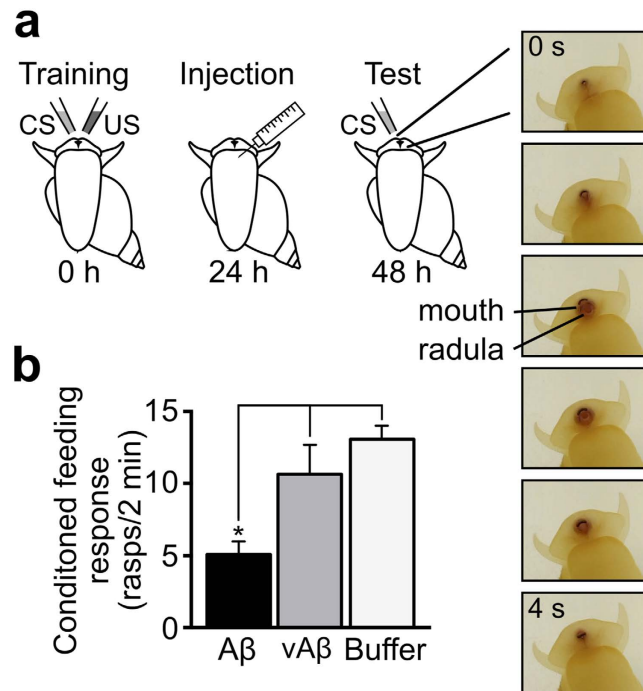 a
Training
Injection
Test
CS
US
CS
0 h
24 h
48 h
0 s
mouth
radula
4 s
b
Conditoned feeding
response
(rasps/2 min)
15
10
5
0
*
Aβ
vAβ
Buffer